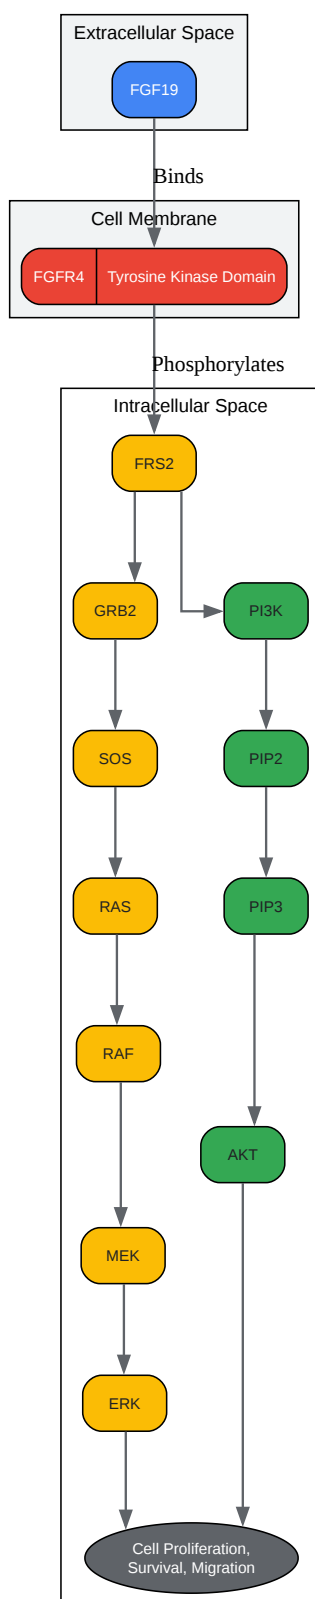 Extracellular Space
FGF19
Binds
Cell Membrane
FGFR4
Tyrosine Kinase Domain
Phosphorylates
Intracellular Space
FRS2
GRB2
PI3K
SOS
PIP2
RAS
PIP3
RAF
AKT
MEK
ERK
Cell Proliferation,
Survival, Migration